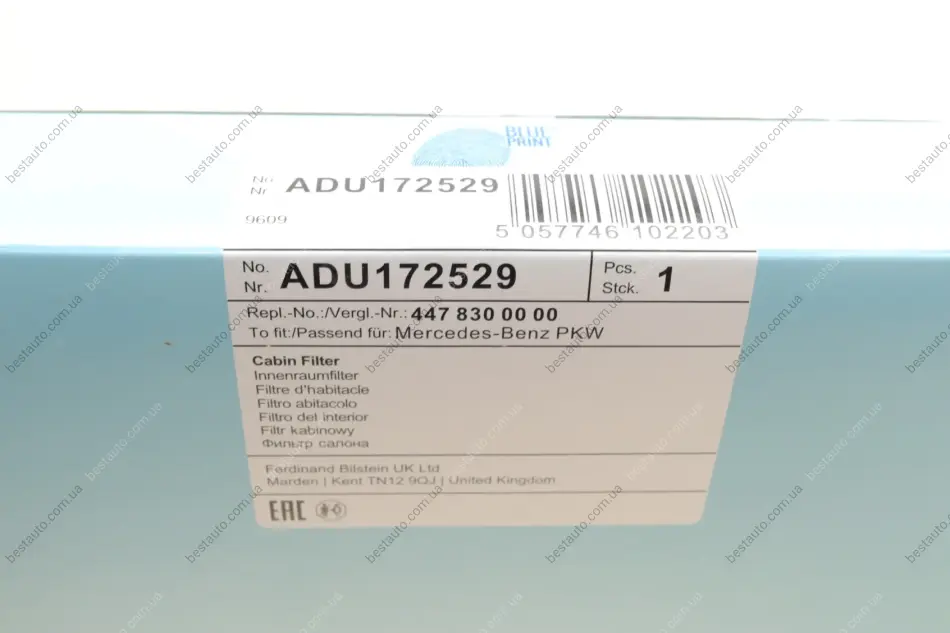 BLUE
PRINT
No.
Nr.
ADU172529
9609
5 057746 102203
No.
Nr.
ADU172529
Pcs.
Stck.
1
Repl.-No.:/Vergl.-Nr.: 447 830 00 00
To fit:/Passend für: Mercedes-Benz PKW
Cabin Filter
Innenraumfilter
Filtre d'habitacle
Filtro abitacolo
Filtro del interior
Filtr kabinowy
Фильтр салона
Ferdinand Bilstein UK Ltd
Marden | Kent TN12 9QJ | United Kingdom
EAC
bestauto.com.ua